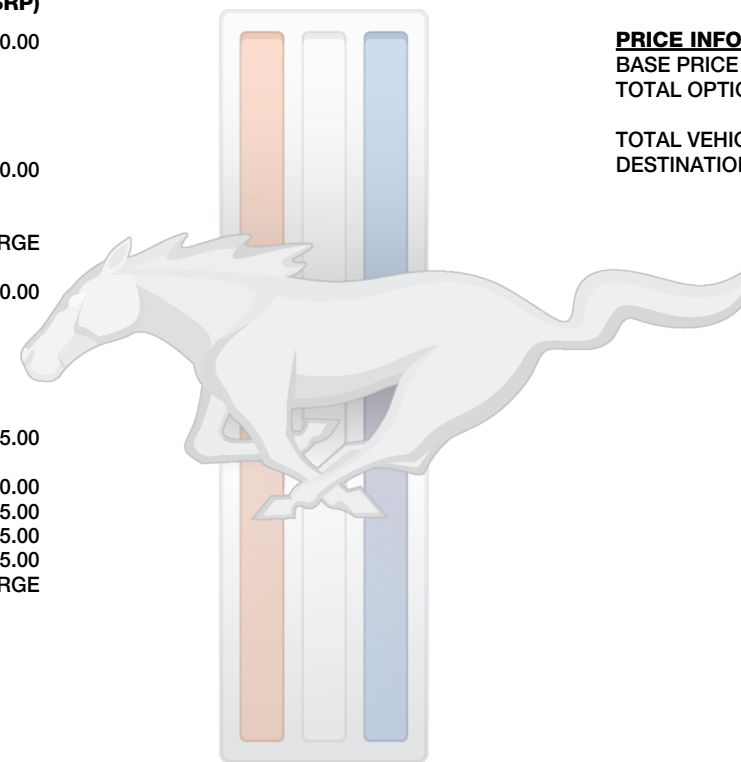 SRP)
0.00
0.00
RGE
0.00
5.00
0.00
5.00
5.00
5.00
RGE
PRICE INFO
BASE PRICE
TOTAL OPTIO
TOTAL VEHIC
DESTINATION